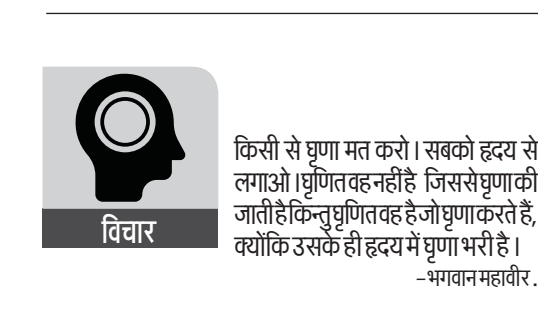 किसी से घृणा मत करो। सबको हृदय से
लगाओ।घृणित वह नहीं है जिससे घृणा की
जाती है किन्तु घृणित वह है जो घृणा करते हैं,
क्योंकि उसके ही हृदय में घृणा भरी है।
–भगवान महावीर.
विचार